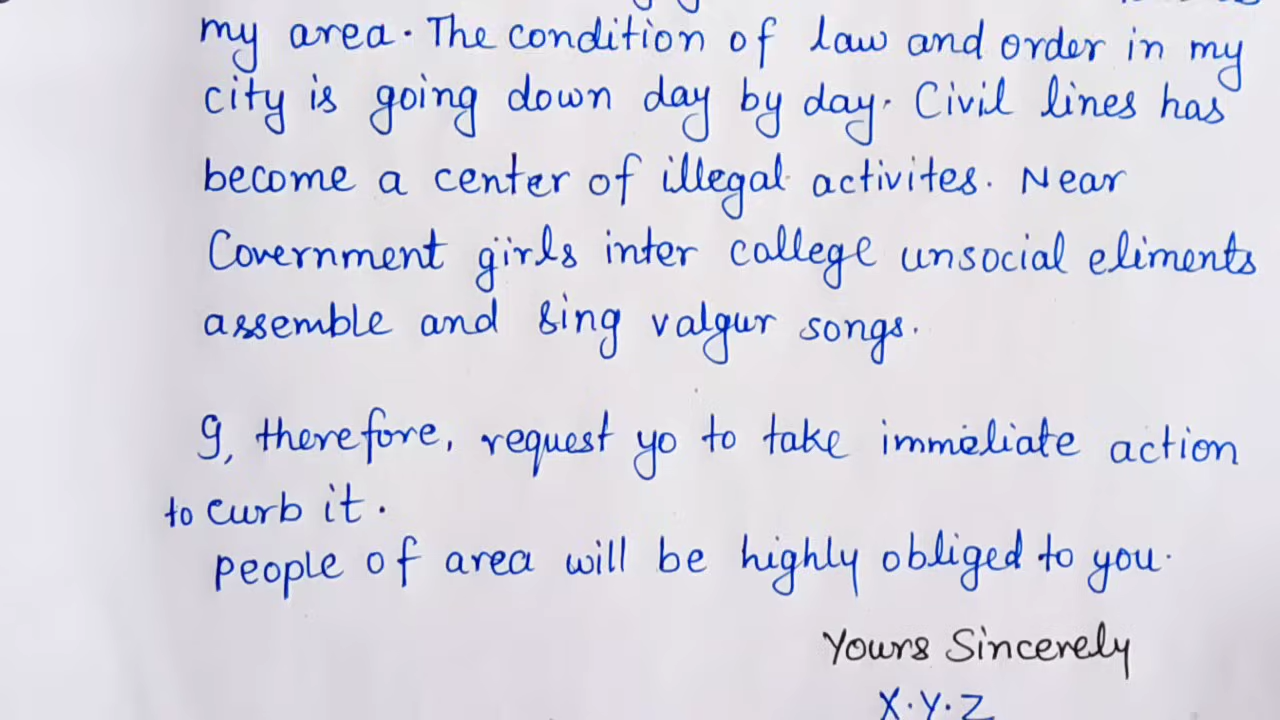 my area. The condition of law and order in my
city is going down day by day. Civil lines has
become a center of illegal activites. Near
Government girls inter college unsocial eliments
assemble and sing valgur songs.
I, therefore, request yo to take immeliate action
to curb it.
people of area will be highly obliged to you.
Yours Sincerely
X.Y.Z